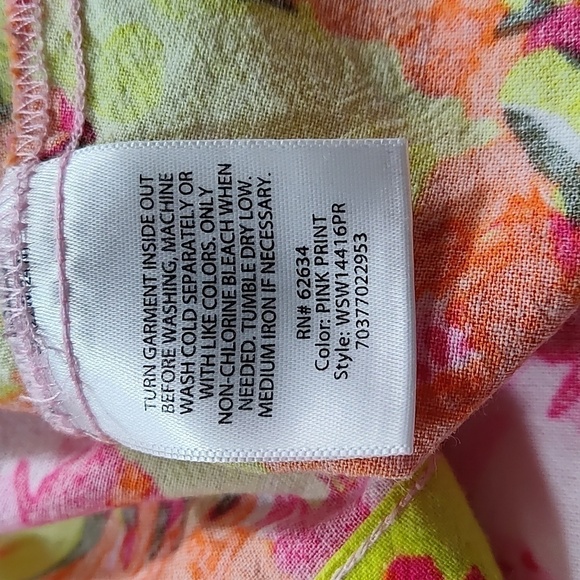 TURN GARMENT INSIDE OUT
BEFORE WASHING, MACHINE
WASH COLD SEPARATELY OR
WITH LIKE COLORS. ONLY
NON-CHLORINE BLEACH WHEN
NEEDED. TUMBLE DRY LOW.
MEDIUM IRON IF NECESSARY.
RN# 62634
Color: PINK PRINT
Style: WSW14416PR
70377022953